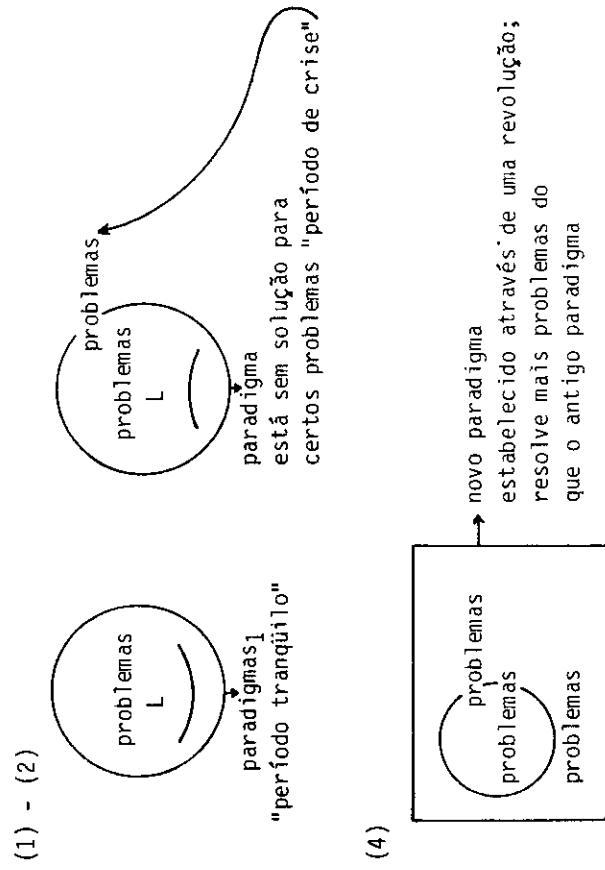 (1) - (2)
problemas
L
paradigmas1
"período tranqüilo"
problemas
problemas
L
paradigma
está sem solução para
certos problemas "período de crise"
(4)
problemas
problemas
problemas
novo paradigma
estabelecido através de uma revolução;
resolve mais problemas do
que o antigo paradigma